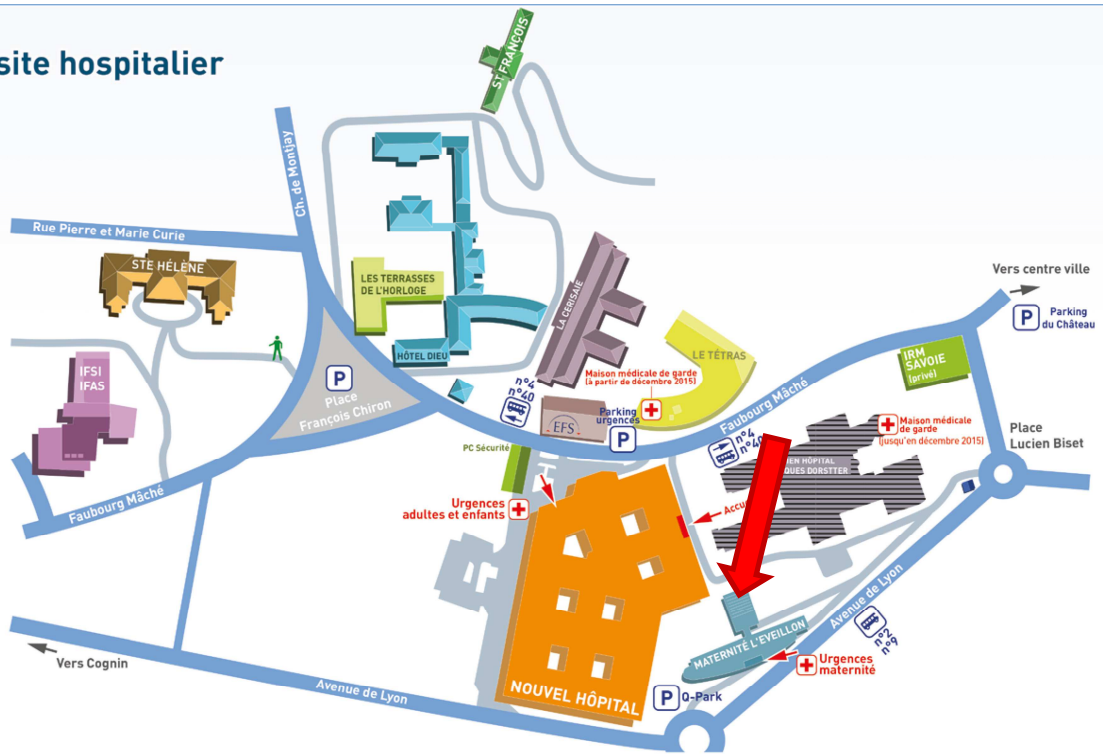 site hospitalier
ST FRANÇOIS
Ch. de Montjay
Rue Pierre et Marie Curie
STE HÉLÈNE
LES TERRASSES
DE L'HORLOGE
LA CERISAIE
Vers centre ville
P
Parking
du Château
HÔTEL DIEU
LE TÉTRAS
IRM
SAVOIE
(privé)
IFSI
IFAS
P
Place
François Chiron
n°4
n°40
Maison médicale de garde
(à partir de décembre 2015)
Parking
urgences
P
EFS
Faubourg Mâché
n°4
n°40
Maison médicale
de garde
(jusqu'en décembre 2015)
Place
Lucien Biset
PC Sécurité
HÔPITAL
DORSTTER
Faubourg Mâché
Urgences
adultes et enfants
Avenue de Lyon
n°2
n°9
MATERNITÉ L'EVEILLON
Urgences
maternité
Vers Cognin
Avenue de Lyon
NOUVEL HÔPITAL
P
Q-Park